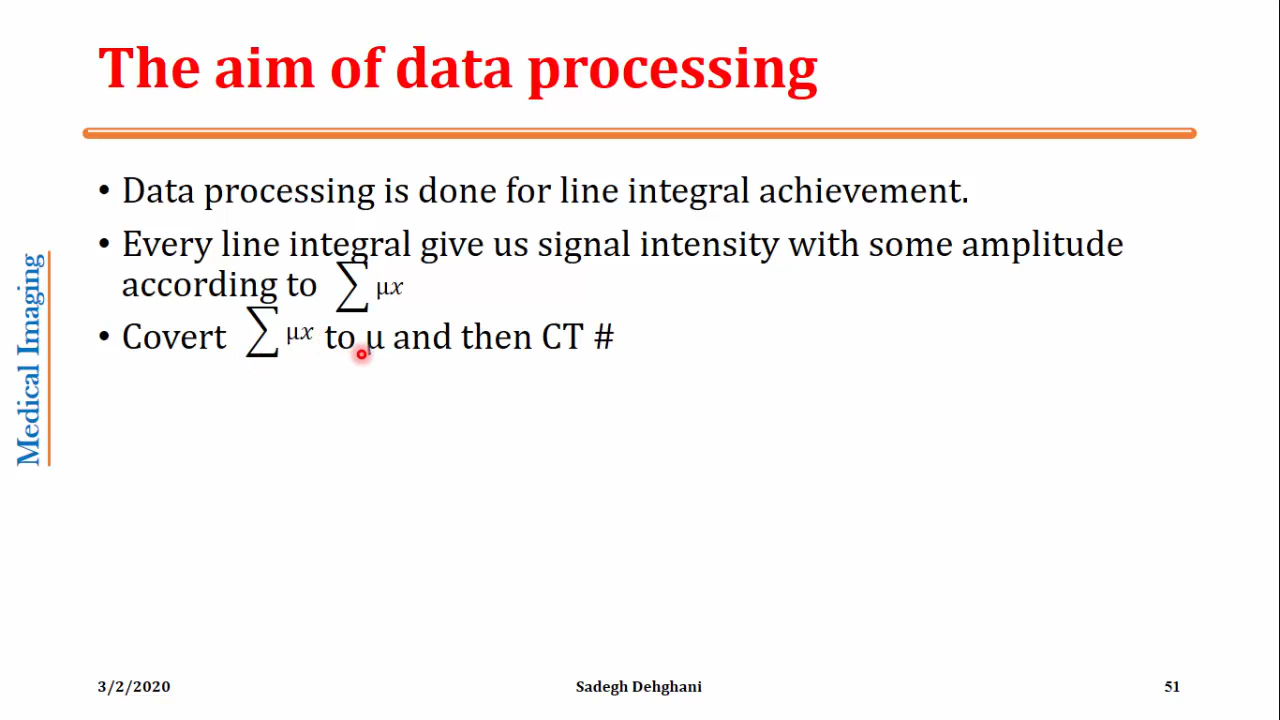 The aim of data processing
• Data processing is done for line integral achievement.
• Every line integral give us signal intensity with some amplitude
according to ∑ μx
• Covert ∑ μx to μ and then CT #
Medical Imaging
3/2/2020
Sadegh Dehghani
51